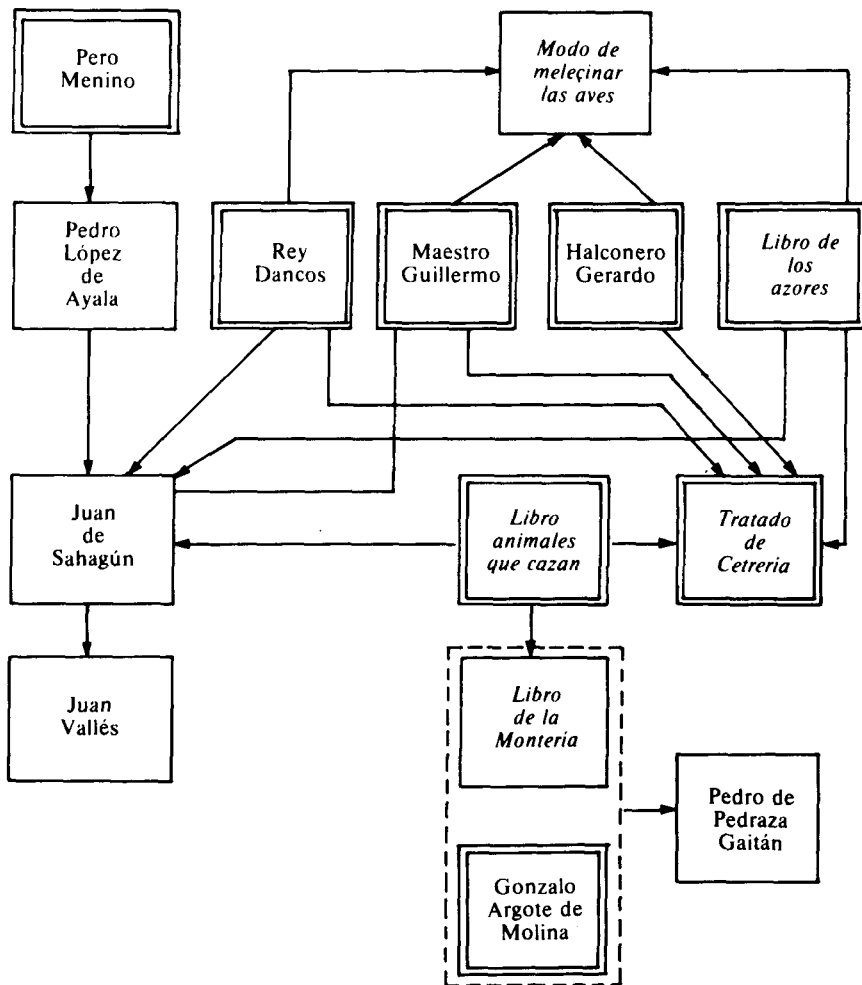 Pero
Menino
Modo de
meleçinar
las aves
Pedro
López
de
Ayala
Rey
Dancos
Maestro
Guillermo
Halconero
Gerardo
Libro de
los
azores
Juan
de
Sahagún
Libro
animales
que cazan
Tratado
de
Cetrería
Juan
Vallés
Libro
de la
Montería
Pedro de
Pedraza
Gaitán
Gonzalo
Argote de
Molina